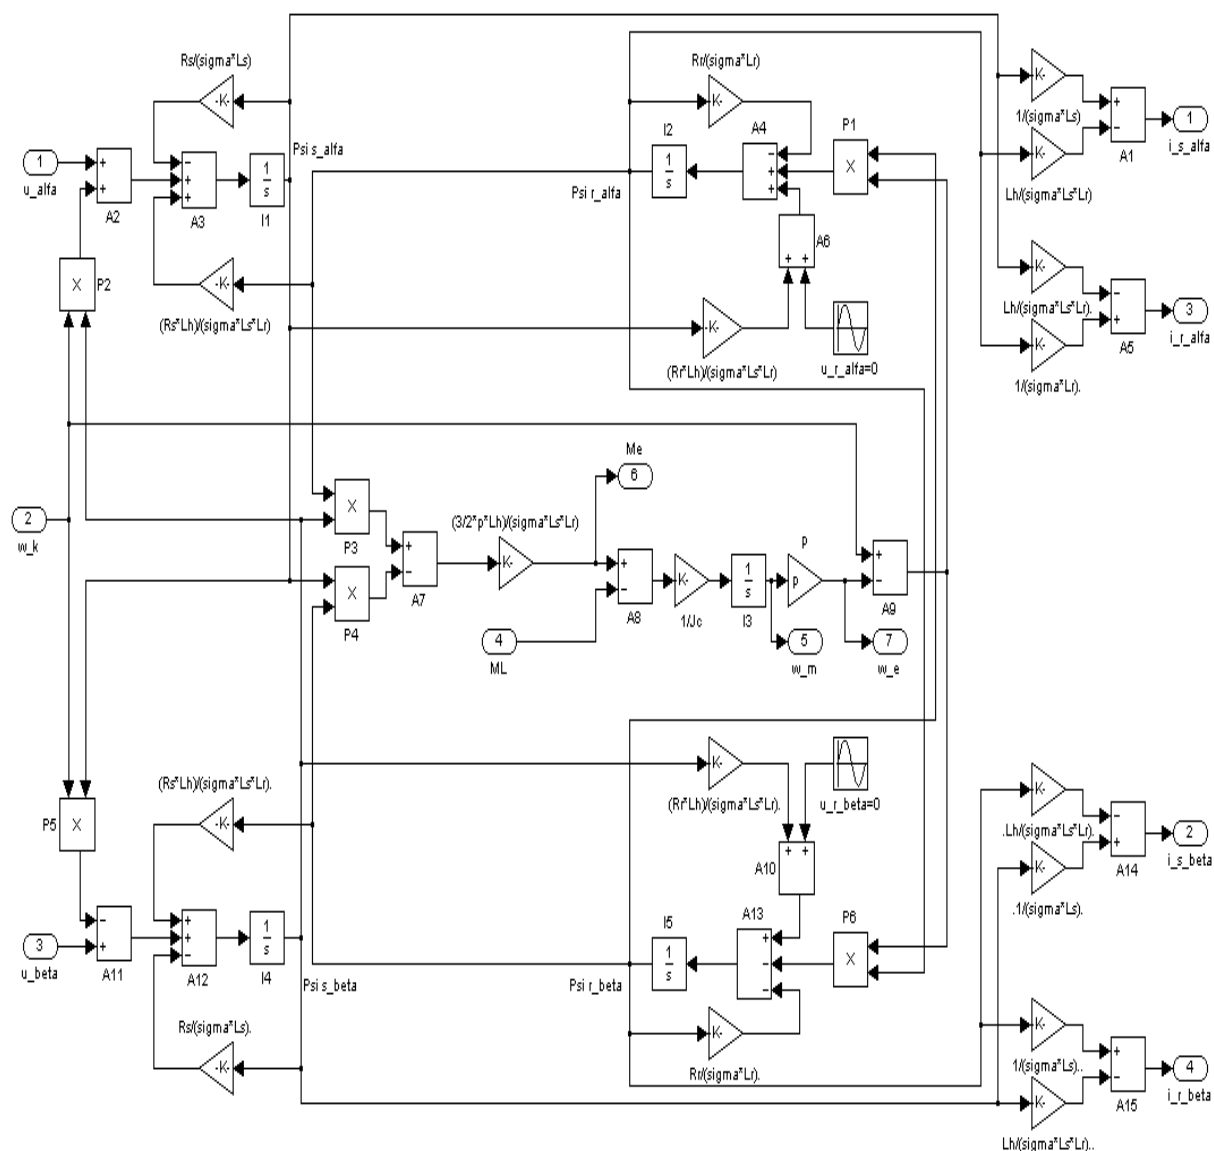 Rs/(sigma*Ls)
-K-
1
u_alfa
+
+
A2
-
+
+
A3
1
s
I1
Psi s_alfa
X
P2
-K-
(Rs*Lh)/(sigma*Ls*Lr)
Rr/(sigma*Lr)
K-
I2
1
s
Psi r_alfa
A4
-
+
+
P1
X
A6
+ +
-K-
(Rr*Lh)/(sigma*Ls*Lr)
u_r_alfa=0
K-
1/(sigma*Ls)
K-
Lh/(sigma*Ls*Lr)
+
-
A1
1
i_s_alfa
K-
Lh/(sigma*Ls*Lr).
K-
1/(sigma*Lr).
-
+
A5
3
i_r_alfa
2
w_k
X
P3
X
P4
+
-
A7
(3/2*p*Lh)/(sigma*Ls*Lr)
K-
Me
6
4
ML
+
-
A8
K-
1/Jc
1
s
I3
p
p
5
w_m
7
w_e
+
-
A9
P5
X
(Rs*Lh)/(sigma*Ls*Lr).
-K-
3
u_beta
-
+
A11
+
+
-
A12
1
s
I4
Psi s_beta
Rs/(sigma*Ls).
-K-
K-
(Rr*Lh)/(sigma*Ls*Lr).
u_r_beta=0
+ +
A10
I5
1
s
Psi r_beta
A13
+
-
-
P6
X
K-
Rr/(sigma*Lr).
K-
.Lh/(sigma*Ls*Lr).
K-
.1/(sigma*Ls).
-
+
A14
2
i_s_beta
K-
1/(sigma*Ls)..
K-
Lh/(sigma*Ls*Lr)..
+
-
A15
4
i_r_beta